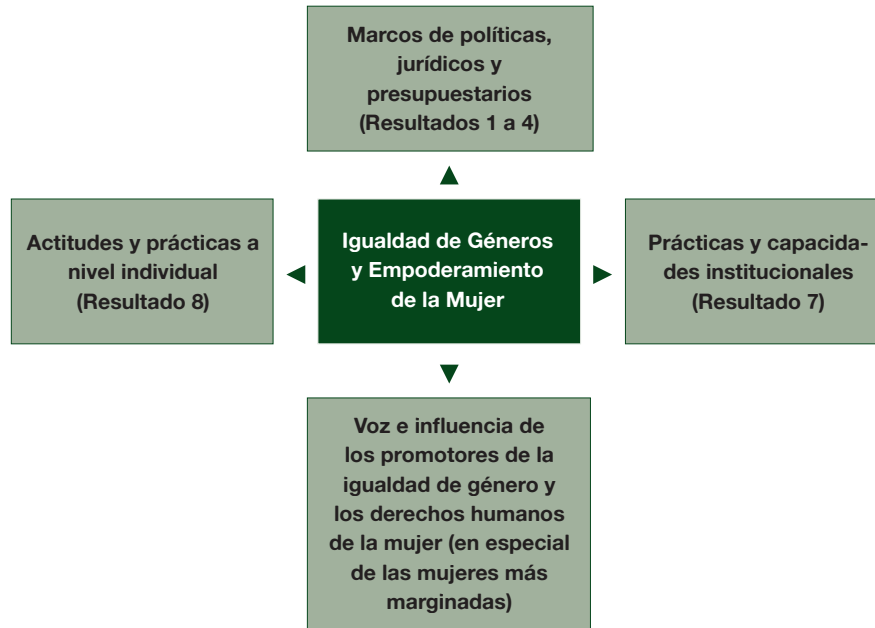 Marcos de políticas,
jurídicos y
presupuestarios
(Resultados 1 a 4)
Actitudes y prácticas a
nivel individual
(Resultado 8)
Igualdad de Géneros
y Empoderamiento
de la Mujer
Prácticas y capacida-
des institucionales
(Resultado 7)
Voz e influencia de
los promotores de la
igualdad de género y
los derechos humanos
de la mujer (en especial
de las mujeres más
marginadas)